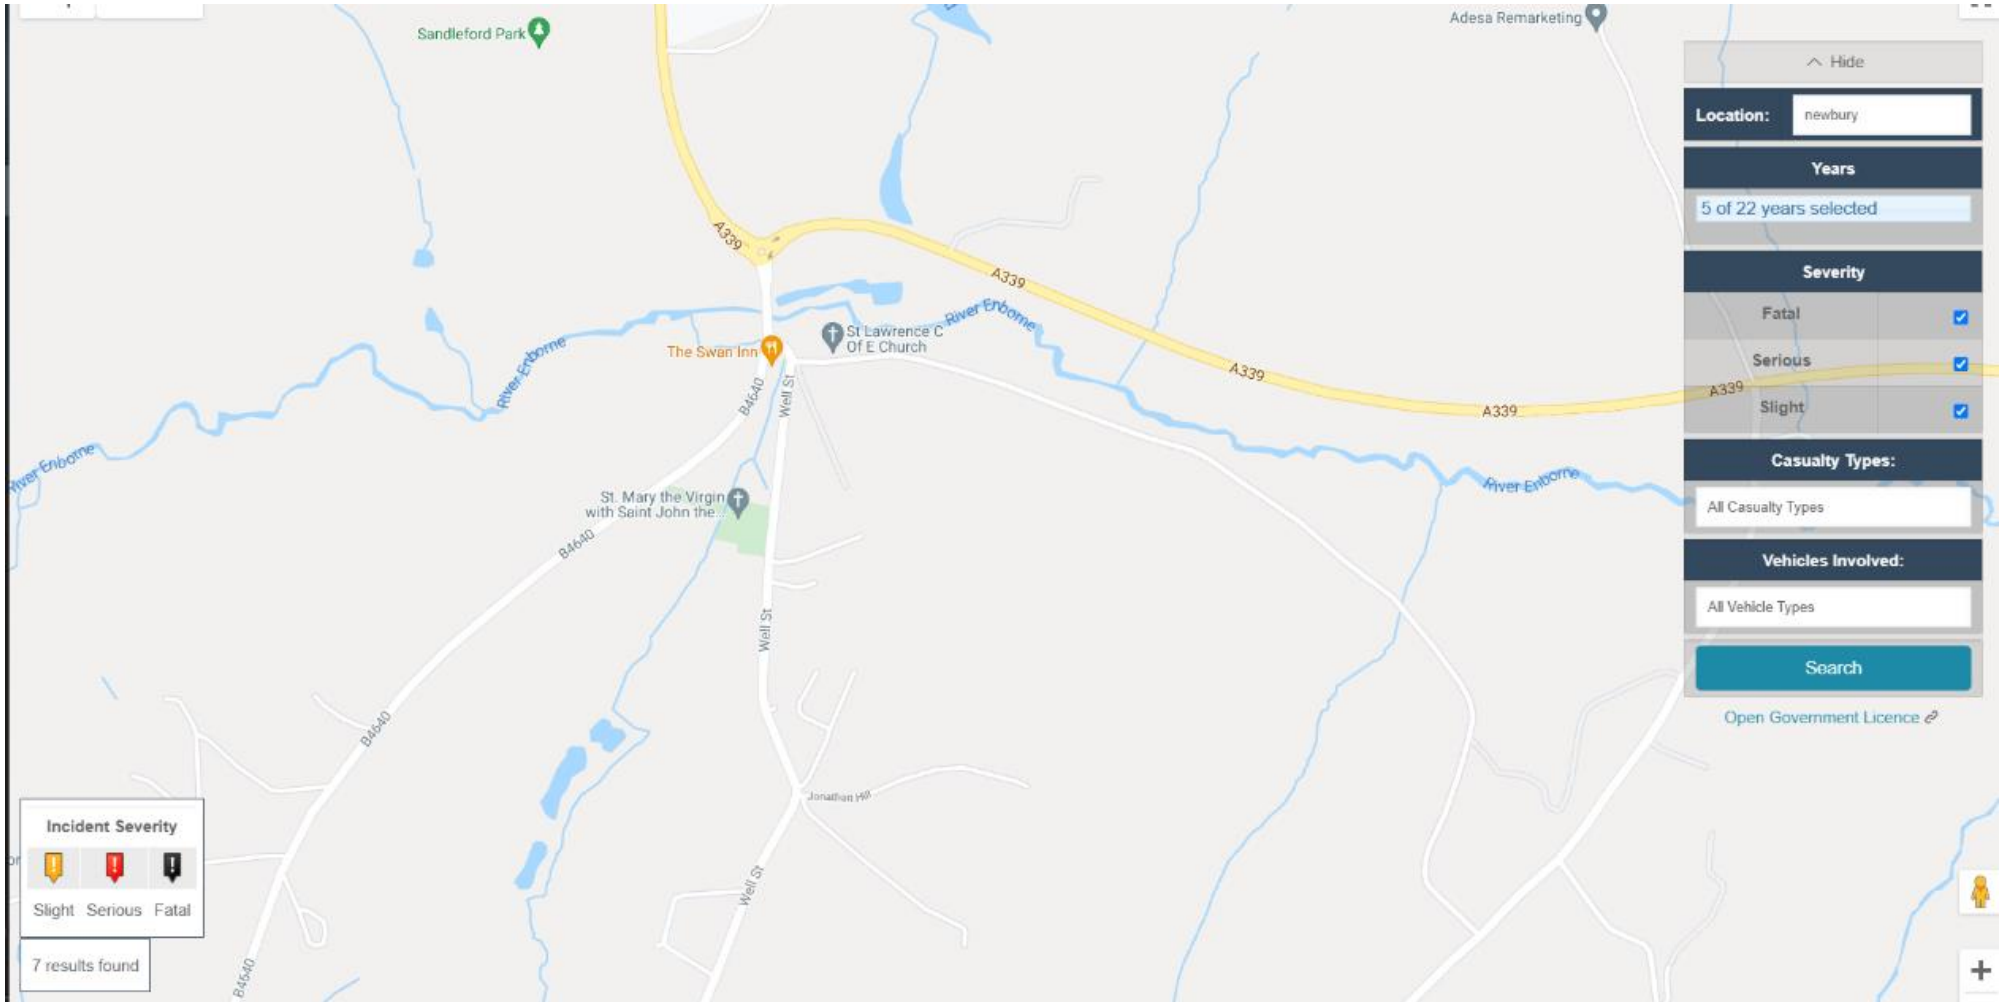 Sandleford Park
Adesa Remarketing
Hide
Location:
newbury
Years
5 of 22 years selected
Severity
Fatal
Serious
Slight
Casualty Types:
All Casualty Types
Vehicles Involved:
All Vehicle Types
Search
Open Government Licence
A339
A339
A339
A339
A339
River Enborne
River Enborne
River Enborne
River Enborne
St Lawrence C
Of E Church
The Swan Inn
B4640
Well St
St. Mary the Virgin
with Saint John the...
B4640
Well St
B4640
Jonathan Hill
Well St
B4640
Incident Severity
Slight Serious Fatal
7 results found